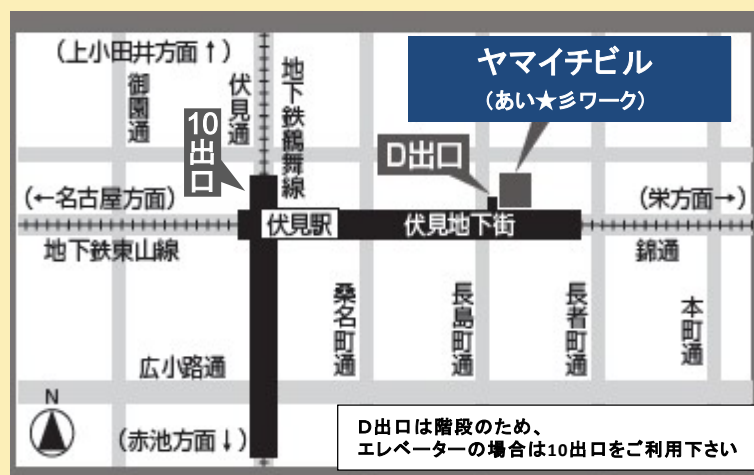 (上小田井方面↑)
御園通
伏見通
地下鉄鶴舞線
ヤマイチビル
(あい★彡ワーク)
10出口
D出口
(←名古屋方面)
(栄方面→)
伏見駅
伏見地下街
地下鉄東山線
錦通
桑名町通
長島町通
長者町通
本町通
広小路通
N
(赤池方面↓)
D出口は階段のため、
エレベーターの場合は10出口をご利用下さい